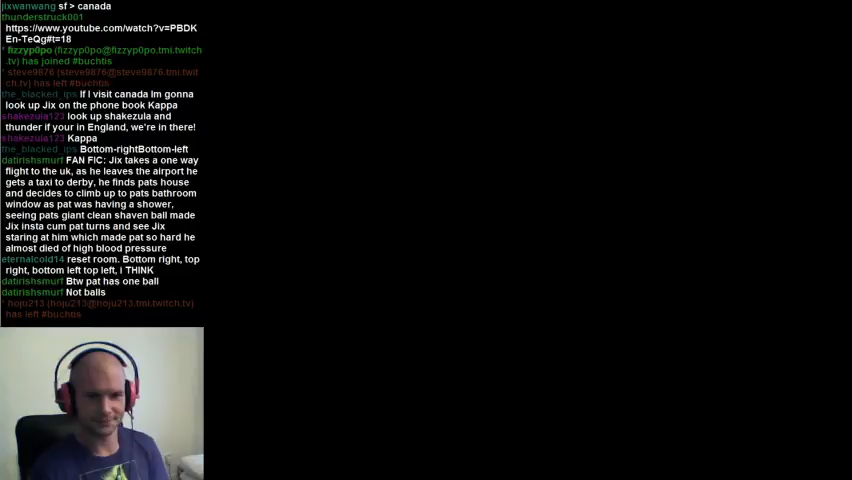 jixwanwang sf > canada
thunderstruck001
https://www.youtube.com/watch?v=PBDK
En-TeQg#t=18
* fizzyp0po (fizzyp0po@fizzyp0po.tmi.twitch
.tv) has joined #buchtis
* steve9876 (steve9876@steve9876.tmi.twit
ch.tv) has left #buchtis
the_blacked_ips If I visit canada Im gonna
look up Jix on the phone book Kappa
shakezula123 look up shakezula and
thunder if your in England, we're in there!
shakezula123 Kappa
the_blacked_ips Bottom-rightBottom-left
datirishsmurf FAN FIC: Jix takes a one way
flight to the uk, as he leaves the airport he
gets a taxi to derby, he finds pats house
and decides to climb up to pats bathroom
window as pat was having a shower,
seeing pats giant clean shaven ball made
Jix insta cum pat turns and see Jix
staring at him which made pat so hard he
almost died of high blood pressure
eternalcold14 reset room. Bottom right, top
right, bottom left top left, i THINK
datirishsmurf Btw pat has one ball
datirishsmurf Not balls
* hoju213 (hoju213@hoju213.tmi.twitch.tv)
has left #buchtis